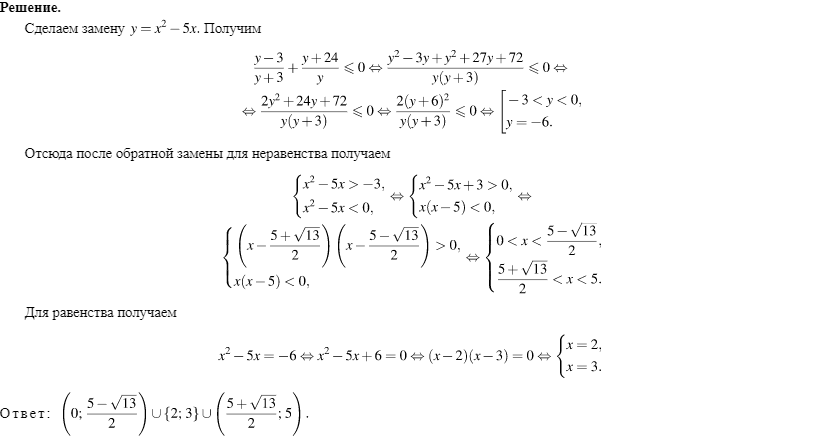 Решение.
Сделаем замену y = x² − 5x. Получим
(y − 3)/(y + 3) + (y + 24)/y ⩽ 0 ⇔ (y² − 3y + y² + 27y + 72)/(y(y + 3)) ⩽ 0 ⇔
⇔ (2y² + 24y + 72)/(y(y + 3)) ⩽ 0 ⇔ (2(y + 6)²)/(y(y + 3)) ⩽ 0 ⇔ [ −3 < y < 0, y = −6.
Отсюда после обратной замены для неравенства получаем
{ x² − 5x > −3, x² − 5x < 0, ⇔ { x² − 5x + 3 > 0, x(x − 5) < 0, ⇔
{ (x − (5 + √13)/2)(x − (5 − √13)/2) > 0, x(x − 5) < 0, ⇔ { 0 < x < (5 − √13)/2, (5 + √13)/2 < x < 5.
Для равенства получаем
x² − 5x = −6 ⇔ x² − 5x + 6 = 0 ⇔ (x − 2)(x − 3) = 0 ⇔ { x = 2, x = 3.
Ответ: (0; (5 − √13)/2) ∪ {2; 3} ∪ ((5 + √13)/2; 5).